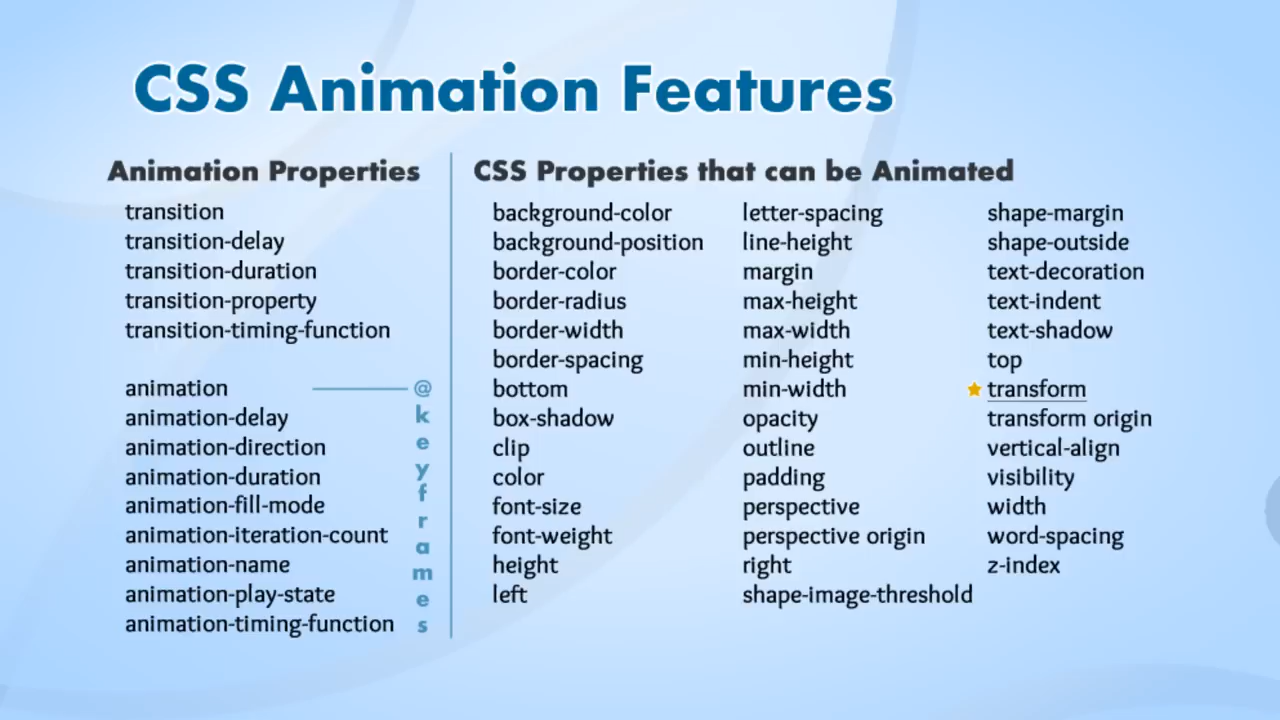 CSS Animation Features
Animation Properties
transition
transition-delay
transition-duration
transition-property
transition-timing-function
animation
animation-delay
animation-direction
animation-duration
animation-fill-mode
animation-iteration-count
animation-name
animation-play-state
animation-timing-function
@keyframes
CSS Properties that can be Animated
background-color
background-position
border-color
border-radius
border-width
border-spacing
bottom
box-shadow
clip
color
font-size
font-weight
height
left
letter-spacing
line-height
margin
max-height
max-width
min-height
min-width
opacity
outline
padding
perspective
perspective origin
right
shape-image-threshold
shape-margin
shape-outside
text-decoration
text-indent
text-shadow
top
transform
transform origin
vertical-align
visibility
width
word-spacing
z-index